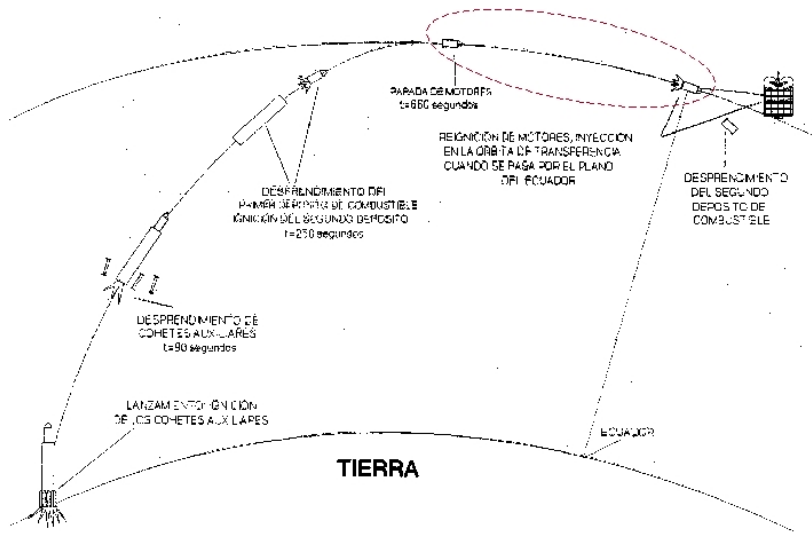 PARADA DE MOTORES
t=660 segundos
REIGNICIÓN DE MOTORES, INYECCIÓN
EN LA ÓRBITA DE TRANSFERENCIA
CUANDO SE PASA POR EL PLANO
DEL ECUADOR
DESPRENDIMIENTO
DEL SEGUNDO
DEPOSITO DE
COMBUSTIBLE
DESPRENDIMIENTO DEL
PRIMER DEPOSITO DE COMBUSTIBLE
IGNICIÓN DEL SEGUNDO DEPOSITO
t=250 segundos
DESPRENDIMIENTO DE
COHETES AUXILIARES
t=90 segundos
LANZAMIENTO: IGNICIÓN
DE LOS COHETES AUXILIARES
ECUADOR
TIERRA